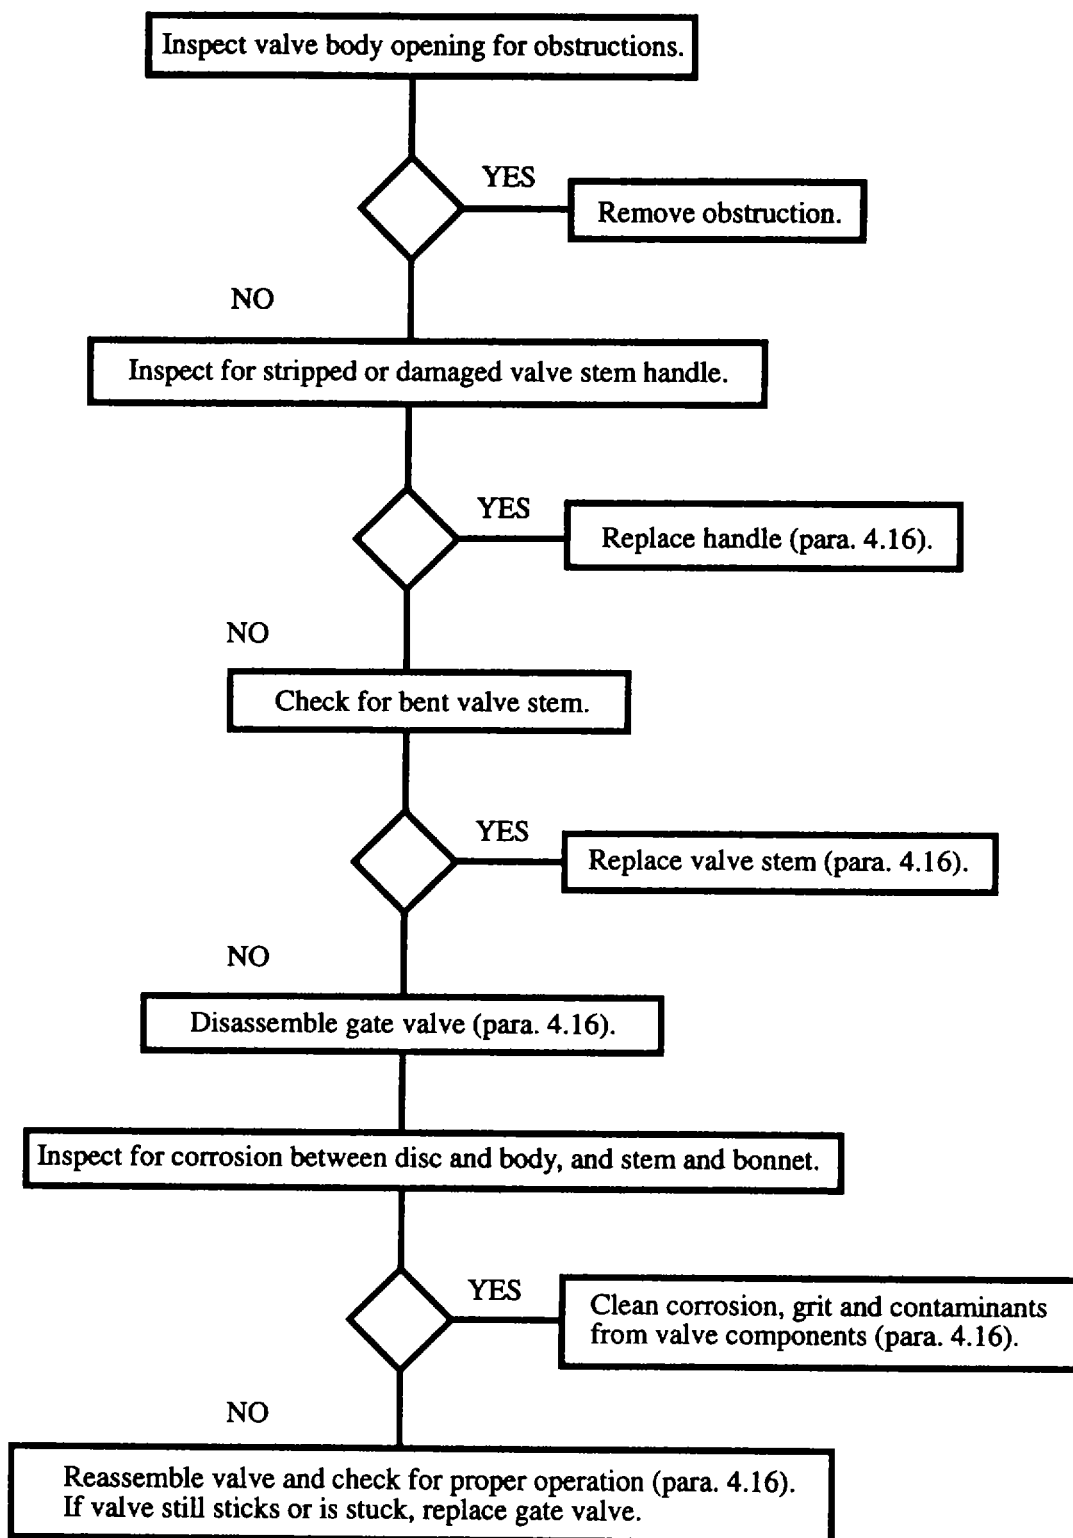 Inspect valve body opening for obstructions.
YES
Remove obstruction.
NO
Inspect for stripped or damaged valve stem handle.
YES
Replace handle (para. 4.16).
NO
Check for bent valve stem.
YES
Replace valve stem (para. 4.16).
NO
Disassemble gate valve (para. 4.16).
Inspect for corrosion between disc and body, and stem and bonnet.
YES
Clean corrosion, grit and contaminants
from valve components (para. 4.16).
NO
Reassemble valve and check for proper operation (para. 4.16).
If valve still sticks or is stuck, replace gate valve.